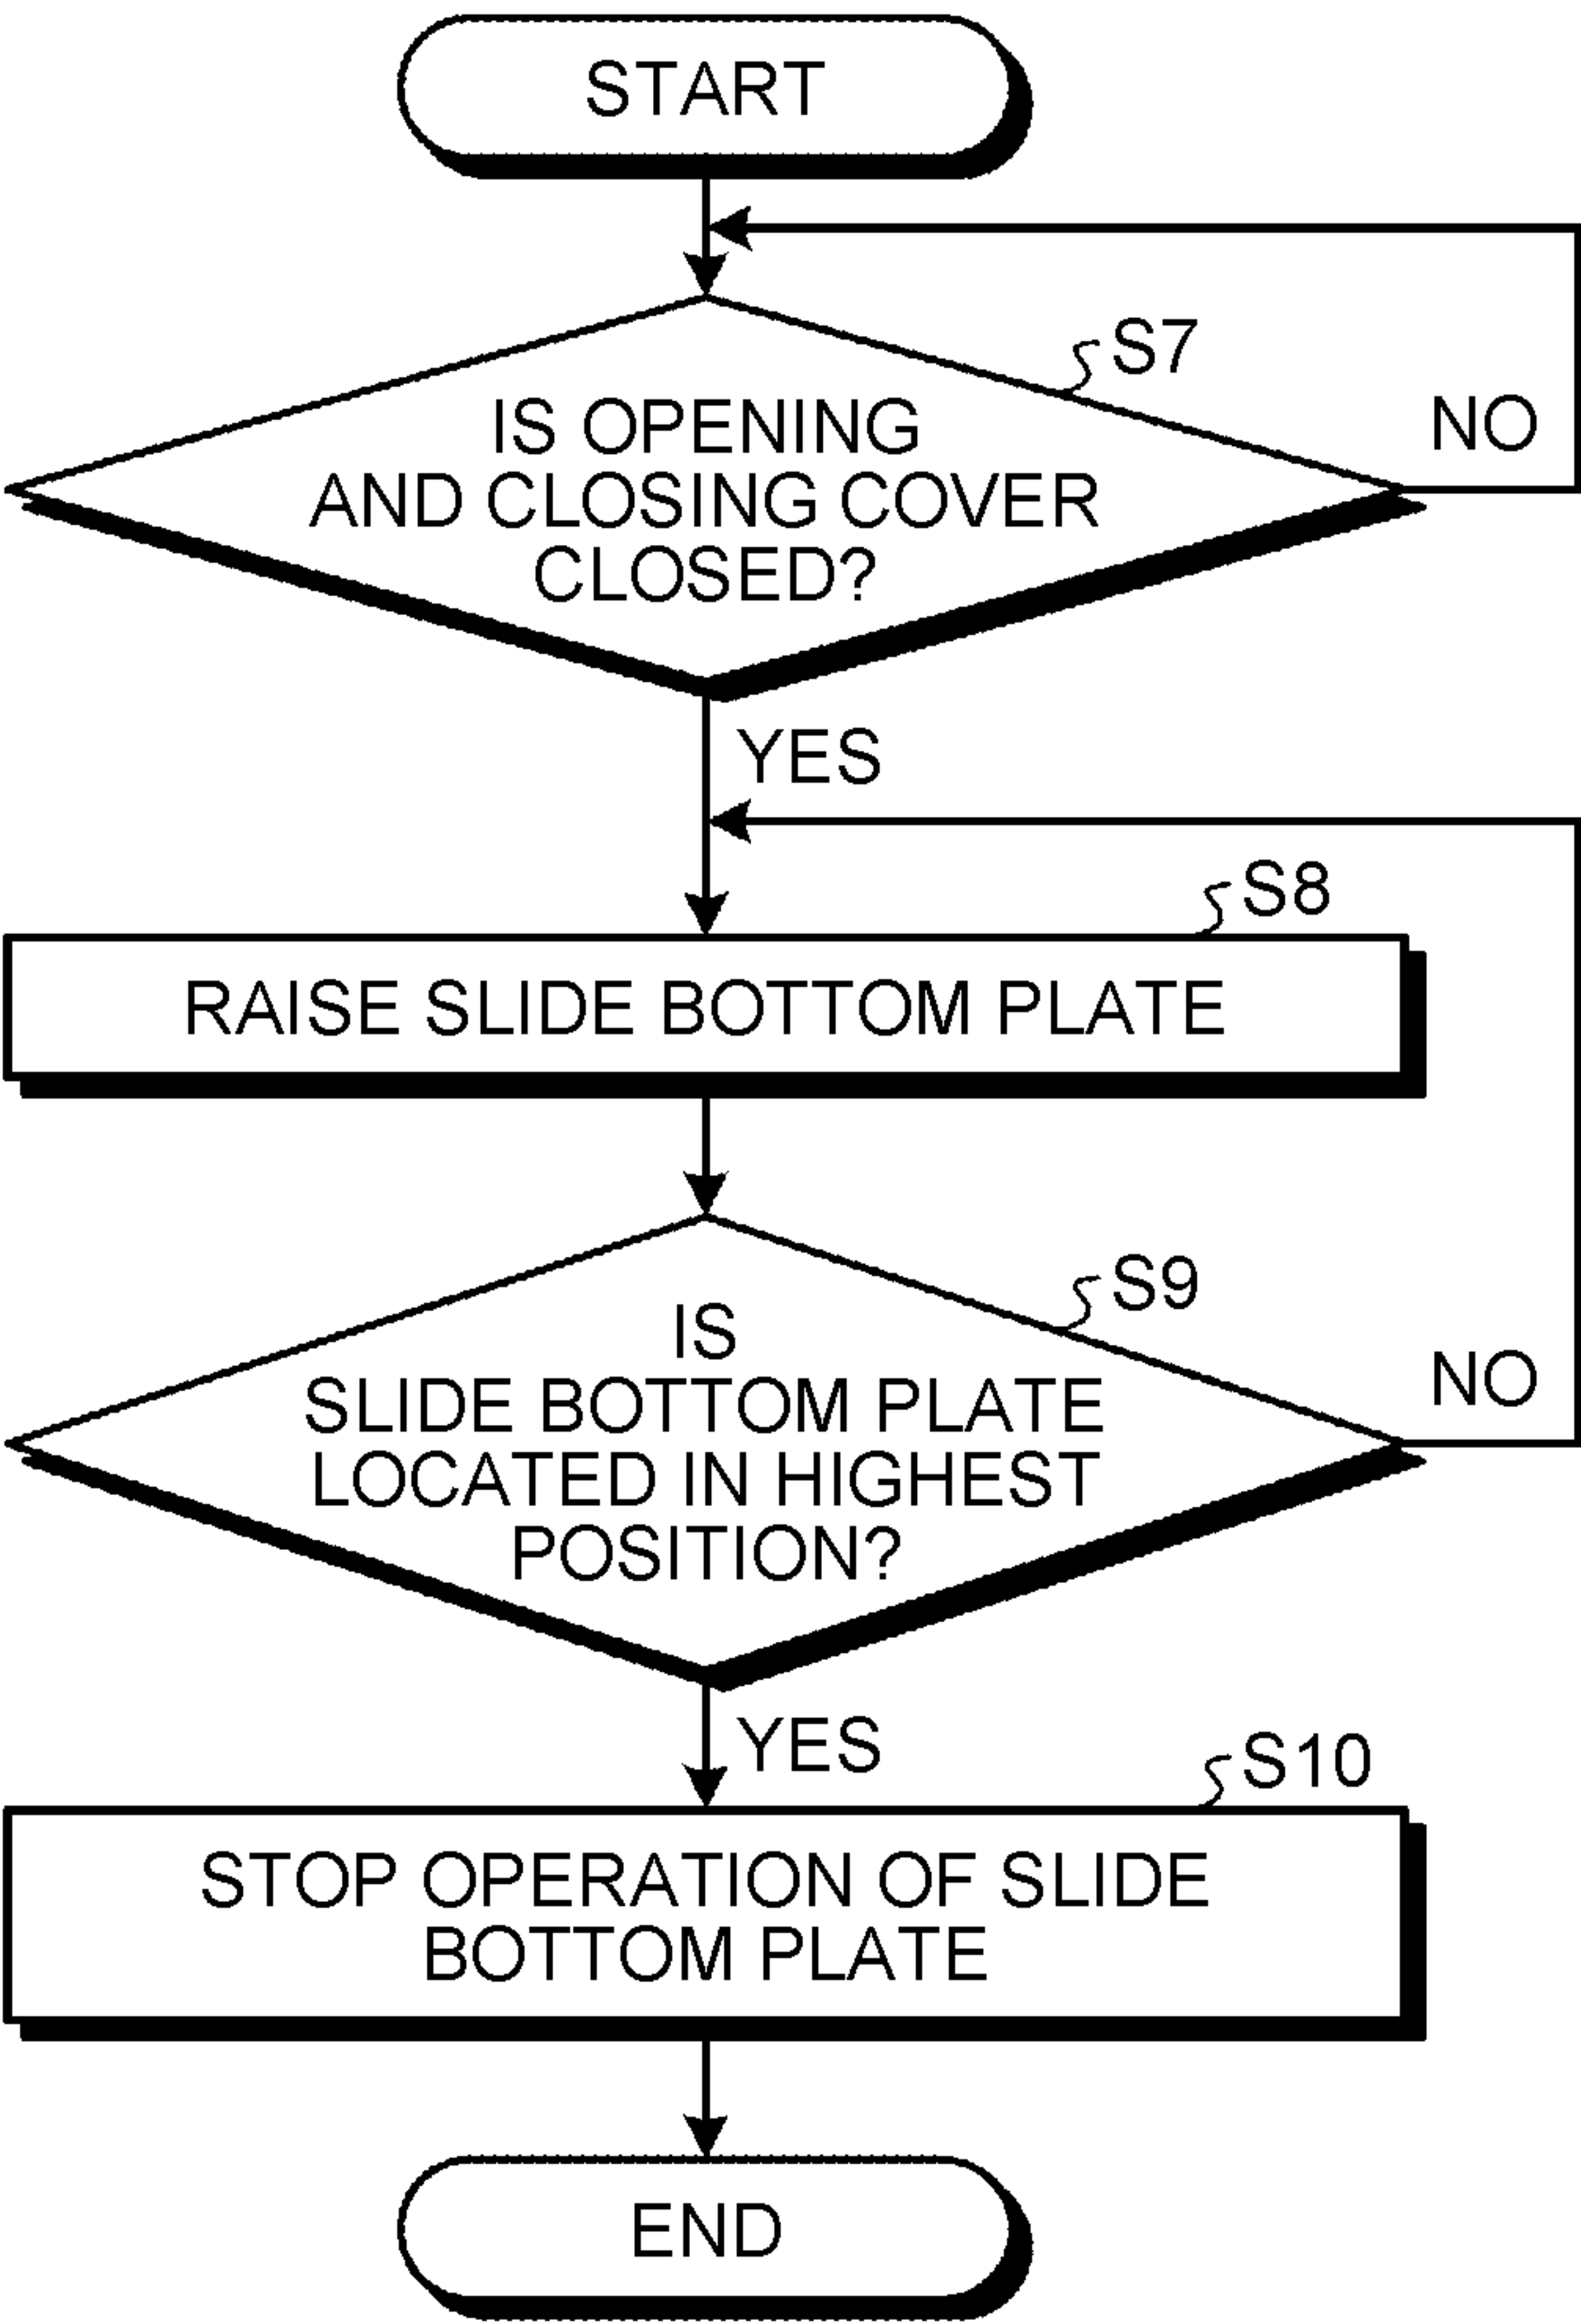 START
S7
IS OPENING
AND CLOSING COVER
CLOSED?
NO
YES
S8
RAISE SLIDE BOTTOM PLATE
S9
IS
SLIDE BOTTOM PLATE
LOCATED IN HIGHEST
POSITION?
NO
YES
S10
STOP OPERATION OF SLIDE
BOTTOM PLATE
END